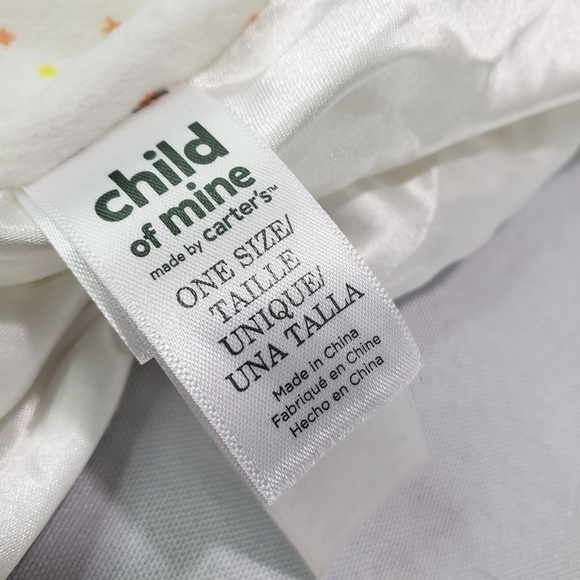 child
of mine
made by carter's™
ONE SIZE/
TAILLE
UNIQUE/
UNA TALLA
Made in China
Fabriqué en Chine
Hecho en China